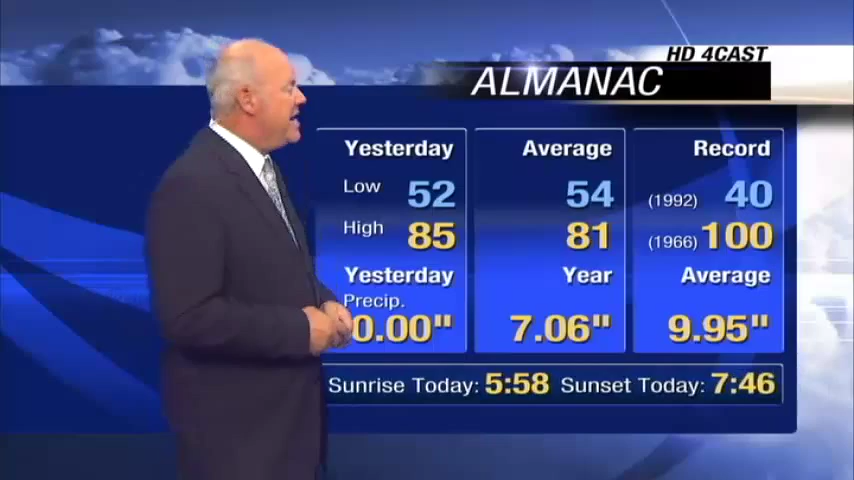 HD 4CAST
ALMANAC
Yesterday Average Record
Low 52 54 (1992) 40
High 85 81 (1966) 100
Yesterday Year Average
Precip.
0.00" 7.06" 9.95"
Sunrise Today: 5:58 Sunset Today: 7:46